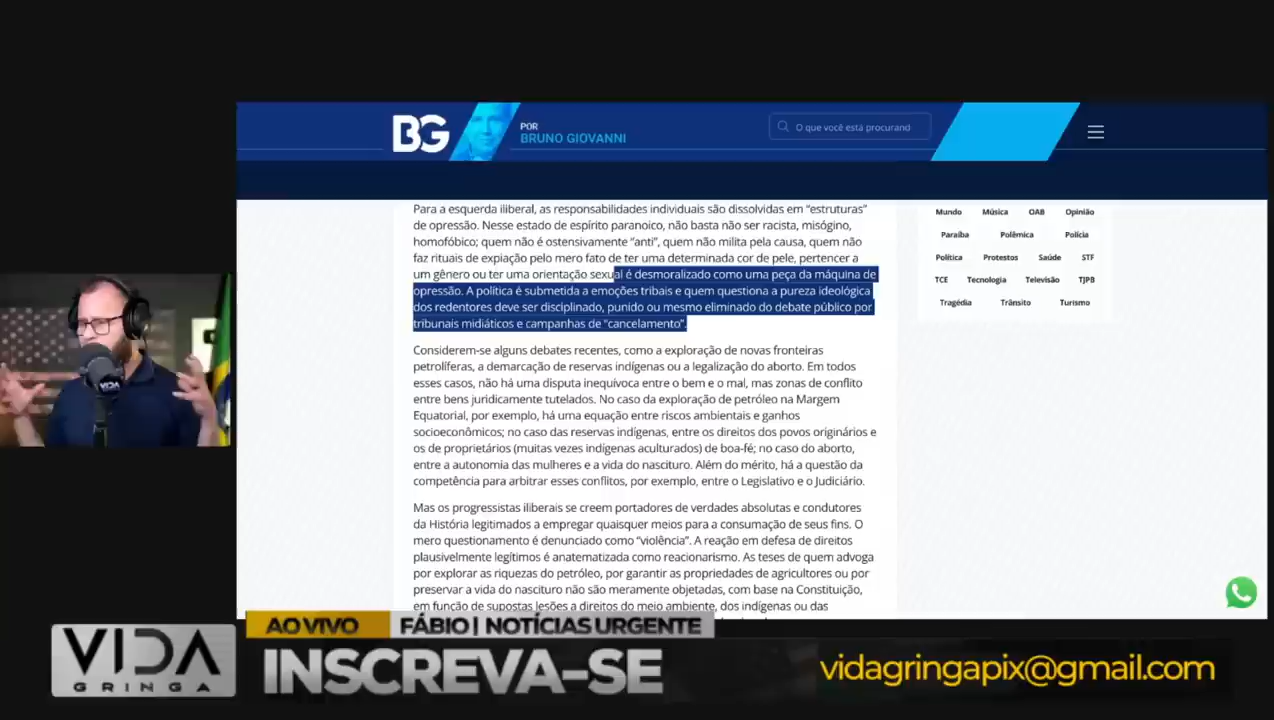 BG
POR
BRUNO GIOVANNI
O que você está procurand
Para a esquerda iliberal, as responsabilidades individuais são dissolvidas em “estruturas”
de opressão. Nesse estado de espírito paranoico, não basta não ser racista, misógino,
homofóbico; quem não é ostensivamente “anti”, quem não milita pela causa, quem não
faz rituais de expiação pelo mero fato de ter uma determinada cor de pele, pertencer a
um gênero ou ter uma orientação sexual é desmoralizado como uma peça da máquina de
opressão. A política é submetida a emoções tribais e quem questiona a pureza ideológica
dos redentores deve ser disciplinado, punido ou mesmo eliminado do debate público por
tribunais midiáticos e campanhas de “cancelamento”.
Considerem-se alguns debates recentes, como a exploração de novas fronteiras
petrolíferas, a demarcação de reservas indígenas ou a legalização do aborto. Em todos
esses casos, não há uma disputa inequívoca entre o bem e o mal, mas zonas de conflito
entre bens juridicamente tutelados. No caso da exploração de petróleo na Margem
Equatorial, por exemplo, há uma equação entre riscos ambientais e ganhos
socioeconômicos; no caso das reservas indígenas, entre os direitos dos povos originários e
os de proprietários (muitas vezes indígenas aculturados) de boa-fé; no caso do aborto,
entre a autonomia das mulheres e a vida do nascituro. Além do mérito, há a questão da
competência para arbitrar esses conflitos, por exemplo, entre o Legislativo e o Judiciário.
Mas os progressistas iliberais se creem portadores de verdades absolutas e condutores
da História legitimados a empregar quaisquer meios para a consumação de seus fins. O
mero questionamento é denunciado como “violência”. A reação em defesa de direitos
plausivelmente legítimos é anatematizada como reacionarismo. As teses de quem advoga
por explorar as riquezas do petróleo, por garantir as propriedades de agricultores ou por
preservar a vida do nascituro não são meramente objetadas, com base na Constituição,
em função de supostas lesões a direitos do meio ambiente, dos indígenas ou das
Mundo Música OAB Opinião
Paraíba Polêmica Polícia
Política Protestos Saúde STF
TCE Tecnologia Televisão TJPB
Tragédia Trânsito Turismo
VIDA
AO VIVO FÁBIO | NOTÍCIAS URGENTE
VIDA
GRINGA
INSCREVA-SE
vidagringapix@gmail.com